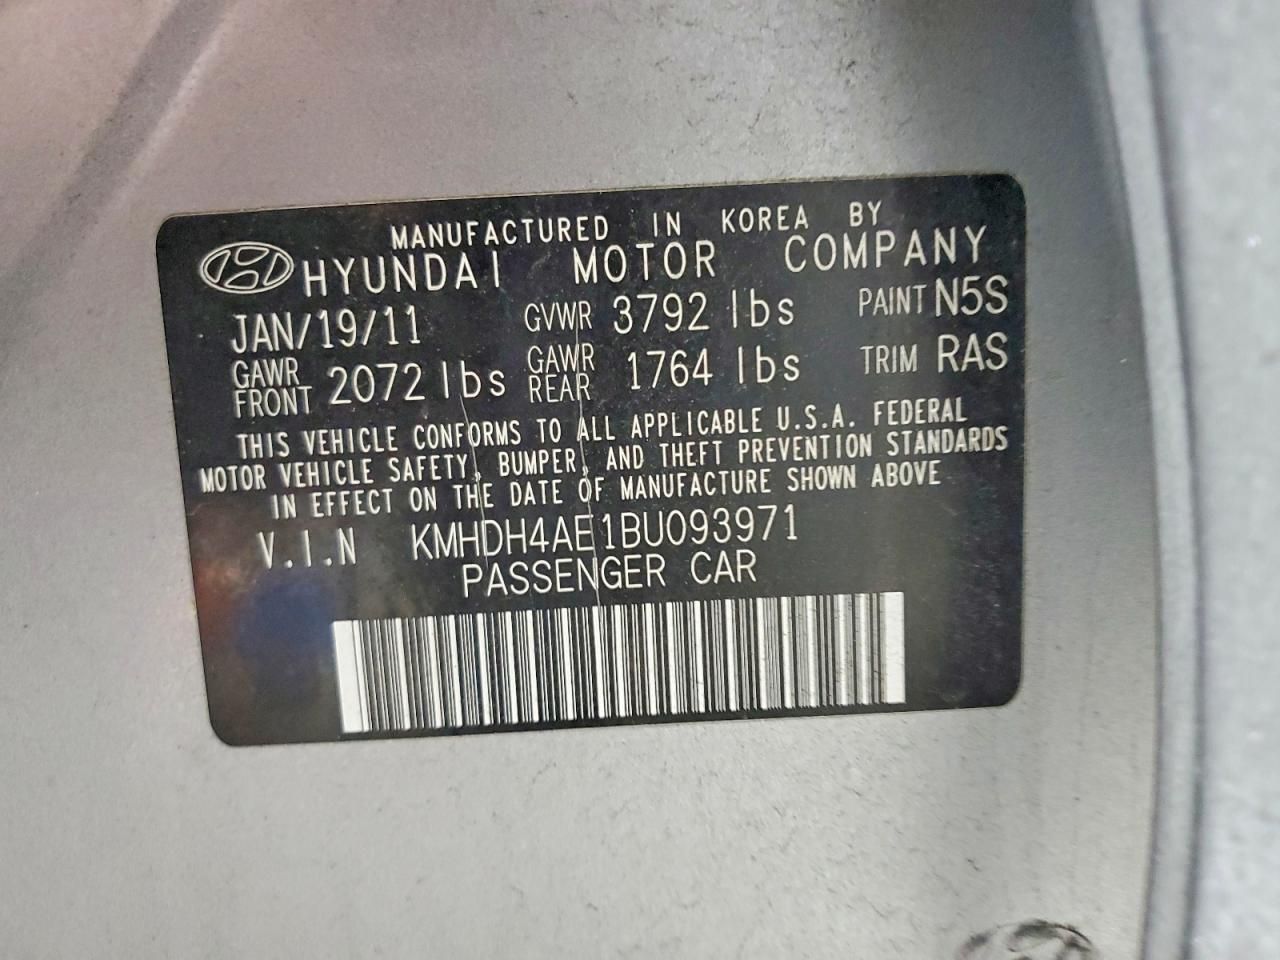 MANUFACTURED IN KOREA BY
HYUNDAI MOTOR COMPANY
JAN/19/11 GVWR 3792 lbs PAINT N5S
GAWR FRONT 2072 lbs GAWR REAR 1764 lbs TRIM RAS
THIS VEHICLE CONFORMS TO ALL APPLICABLE U.S.A. FEDERAL
MOTOR VEHICLE SAFETY, BUMPER, AND THEFT PREVENTION STANDARDS
IN EFFECT ON THE DATE OF MANUFACTURE SHOWN ABOVE
V.I.N KMHDH4AE1BU093971
PASSENGER CAR